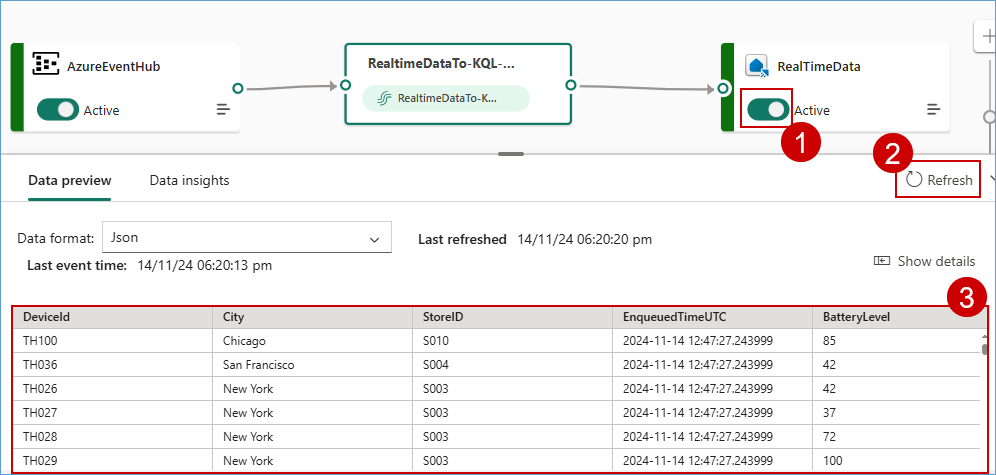 AzureEventHub
Active
RealtimeDataTo-KQL-...
RealtimeDataTo-K...
RealTimeData
Active
1
2
Data preview Data insights Refresh
Data format: Json Last refreshed 14/11/24 06:20:20 pm
Last event time: 14/11/24 06:20:13 pm Show details
3
DeviceId City StoreID EnqueuedTimeUTC BatteryLevel
TH100 Chicago S010 2024-11-14 12:47:27.243999 85
TH036 San Francisco S004 2024-11-14 12:47:27.243999 42
TH026 New York S003 2024-11-14 12:47:27.243999 42
TH027 New York S003 2024-11-14 12:47:27.243999 37
TH028 New York S003 2024-11-14 12:47:27.243999 72
TH029 New York S003 2024-11-14 12:47:27.243999 100